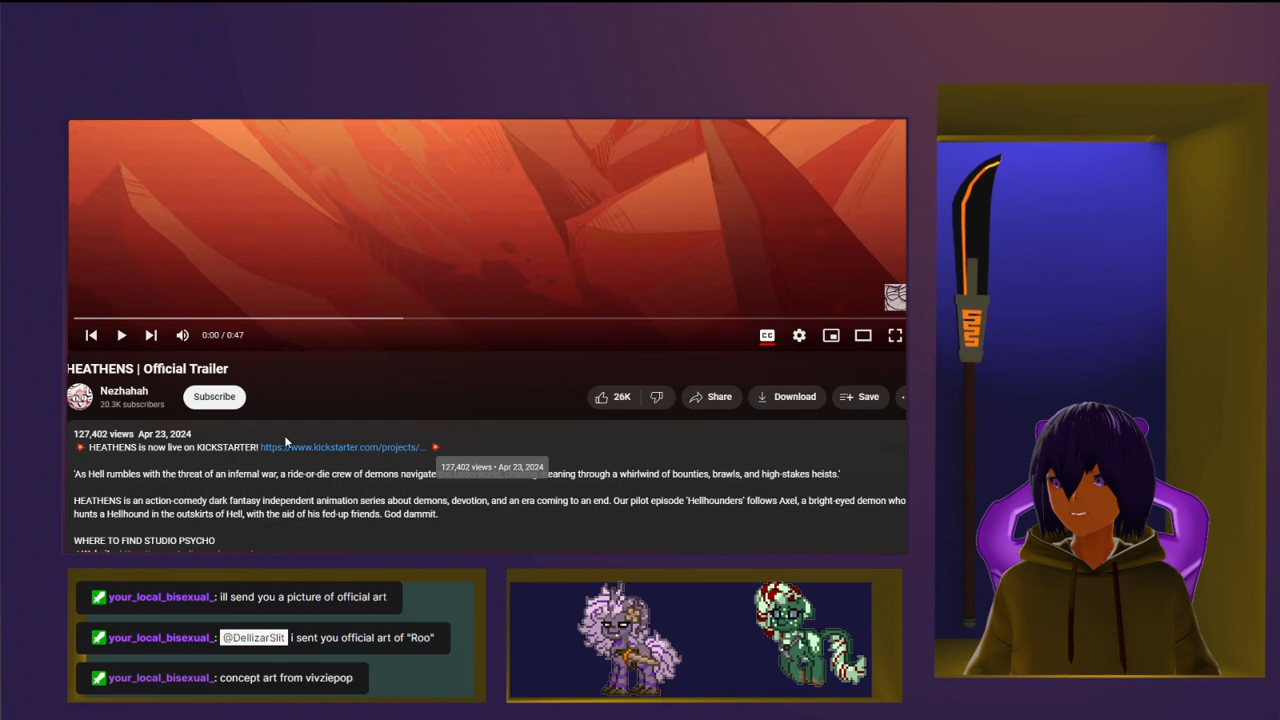 0:00 / 0:47
CC
HEATHENS | Official Trailer
Nezhahah
20.3K subscribers
Subscribe
26K
Share
Download
Save
127,402 views Apr 23, 2024
HEATHENS is now live on KICKSTARTER! https://www.kickstarter.com/projects/...
127,402 views • Apr 23, 2024
'As Hell rumbles with the threat of an infernal war, a ride-or-die crew of demons navigate eaning through a whirlwind of bounties, brawls, and high-stakes heists.'
HEATHENS is an action-comedy dark fantasy independent animation series about demons, devotion, and an era coming to an end. Our pilot episode 'Hellhounders' follows Axel, a bright-eyed demon who
hunts a Hellhound in the outskirts of Hell, with the aid of his fed-up friends. God dammit.
WHERE TO FIND STUDIO PSYCHO
your_local_bisexual_: ill send you a picture of official art
your_local_bisexual_: @DellizarSlit i sent you official art of "Roo"
your_local_bisexual_: concept art from vivziepop